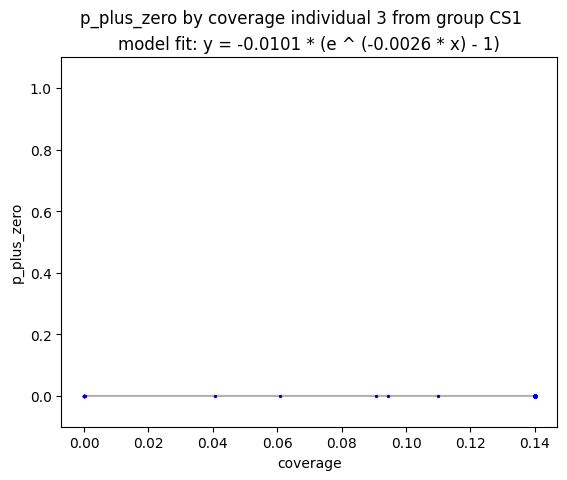 p_plus_zero by coverage individual 3 from group CS1
model fit: y = -0.0101 * (e ^ (-0.0026 * x) - 1)
1.0
0.8
0.6
0.4
0.2
0.0
p_plus_zero
0.00 0.02 0.04 0.06 0.08 0.10 0.12 0.14
coverage